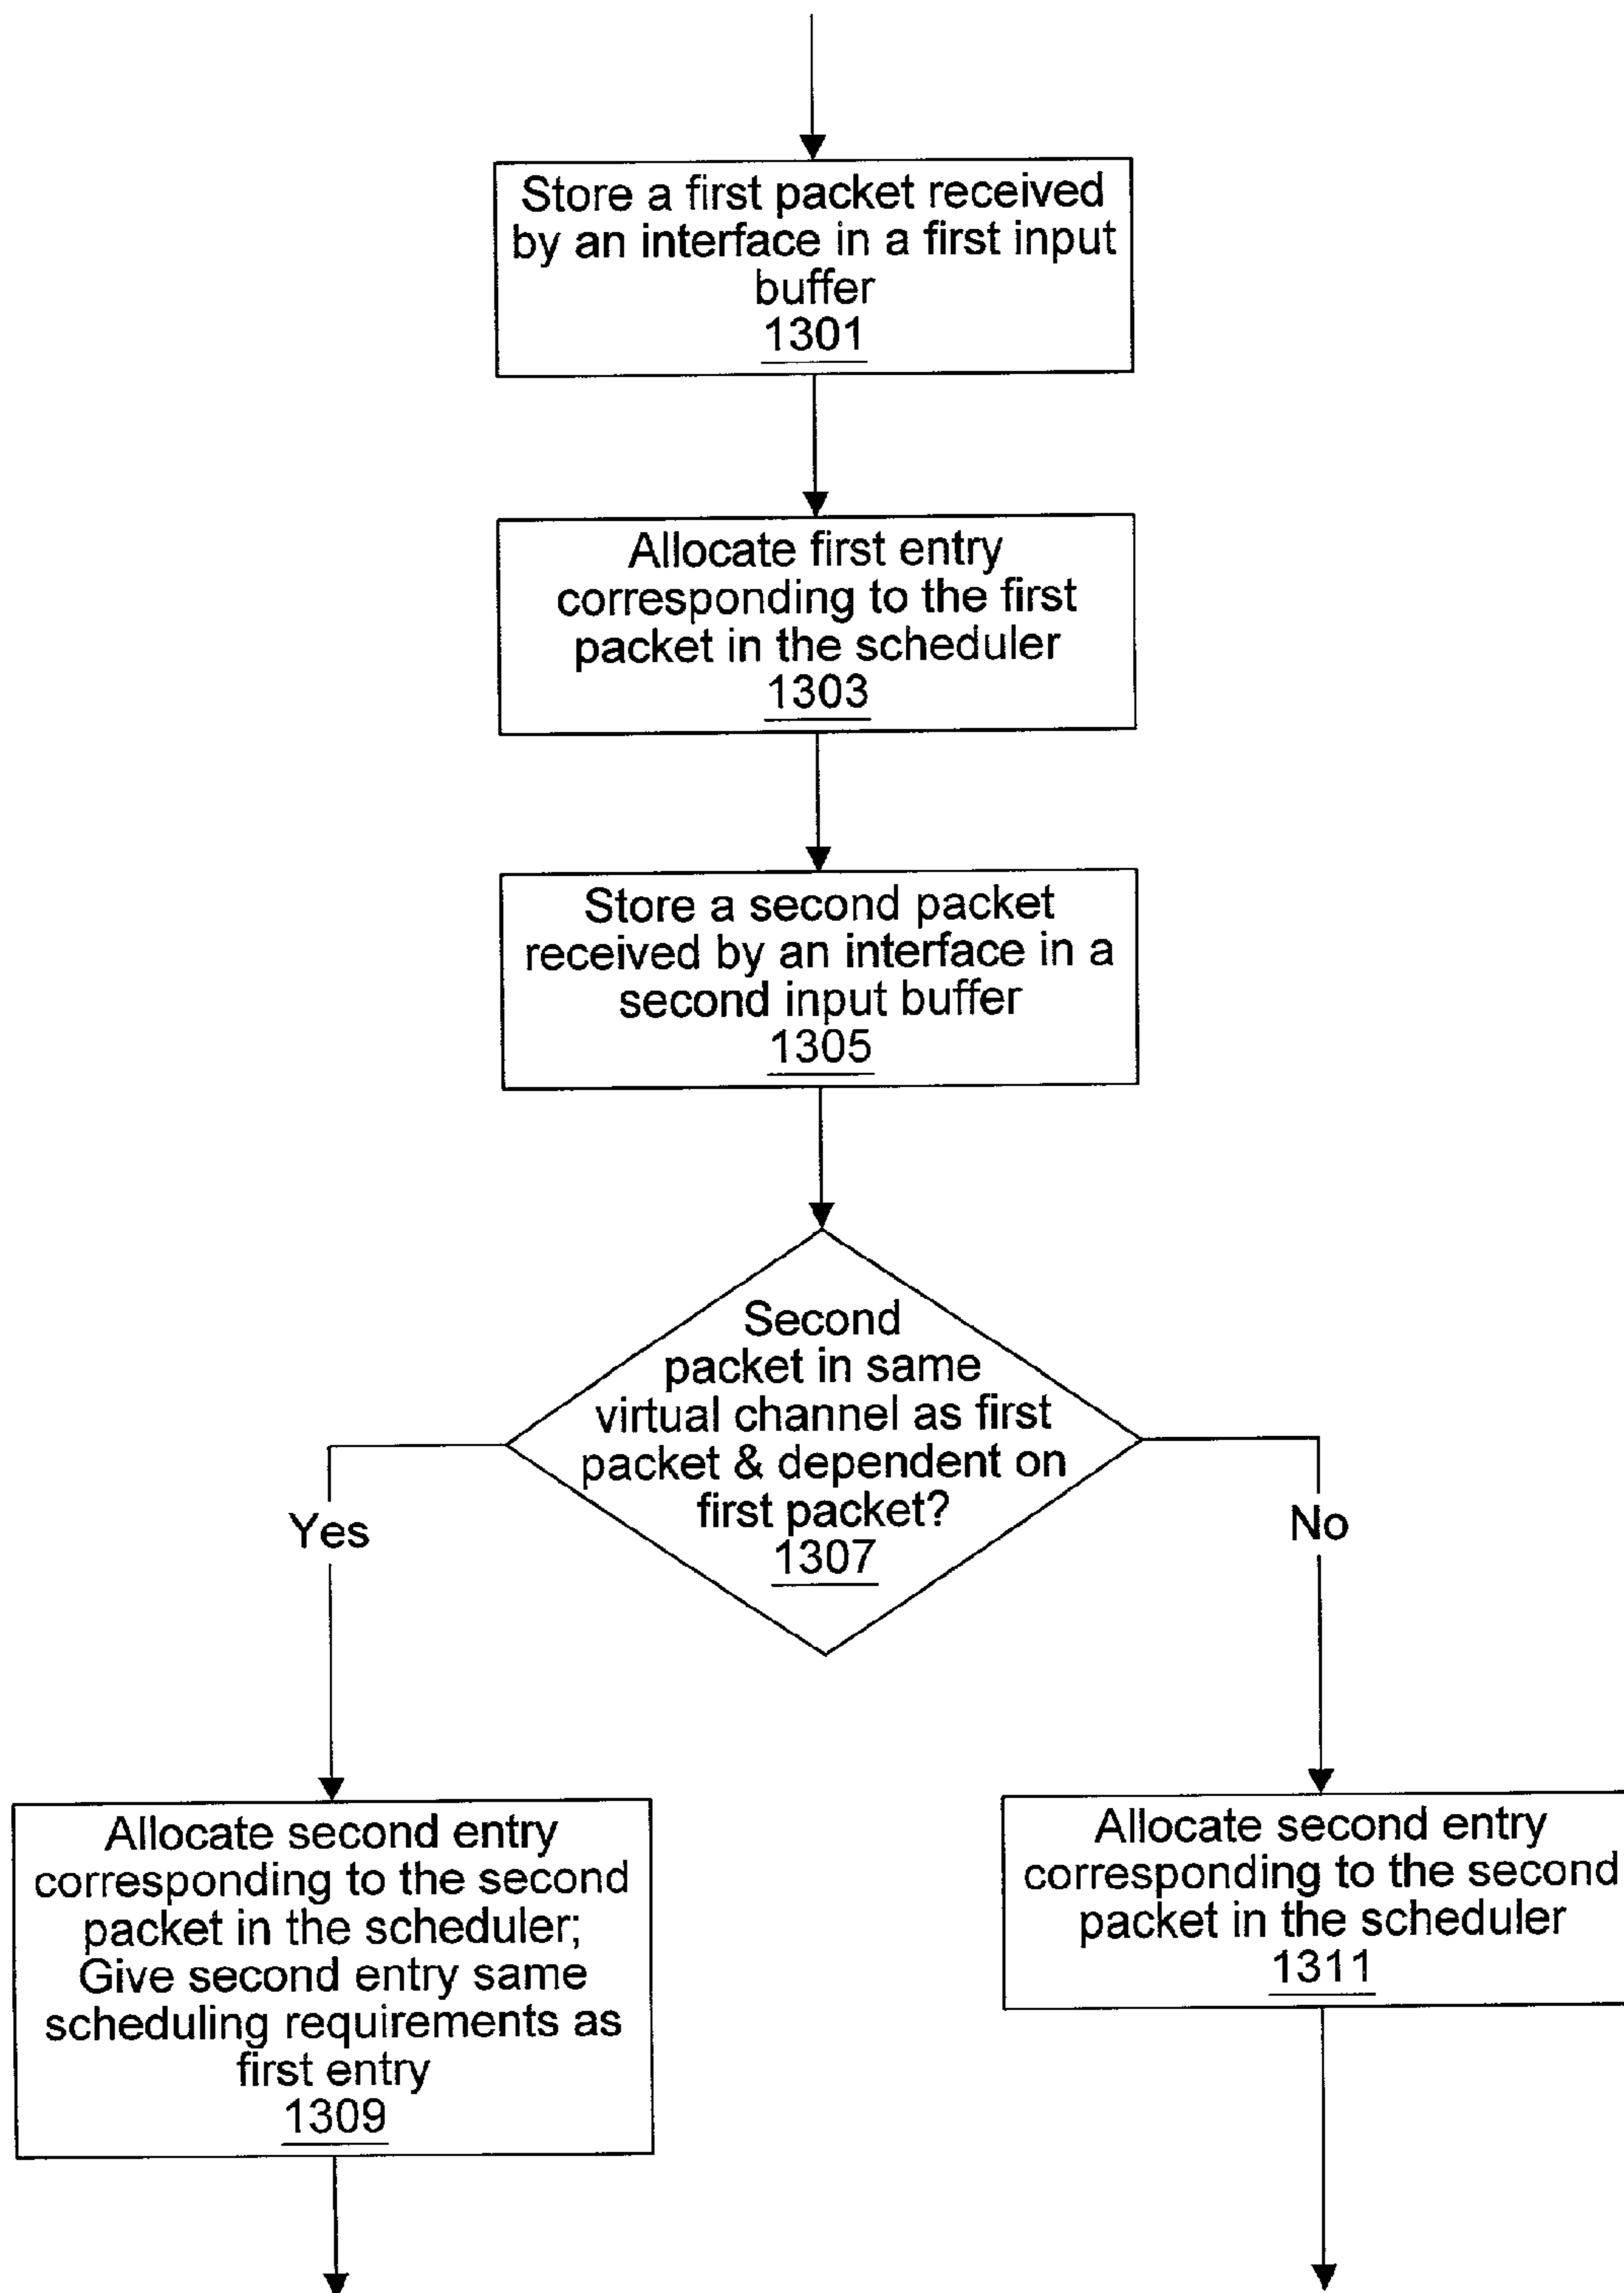 Store a first packet received
by an interface in a first input
buffer
1301
Allocate first entry
corresponding to the first
packet in the scheduler
1303
Store a second packet
received by an interface in a
second input buffer
1305
Second
packet in same
virtual channel as first
packet & dependent on
first packet?
1307
Yes
No
Allocate second entry
corresponding to the second
packet in the scheduler;
Give second entry same
scheduling requirements as
first entry
1309
Allocate second entry
corresponding to the second
packet in the scheduler
1311